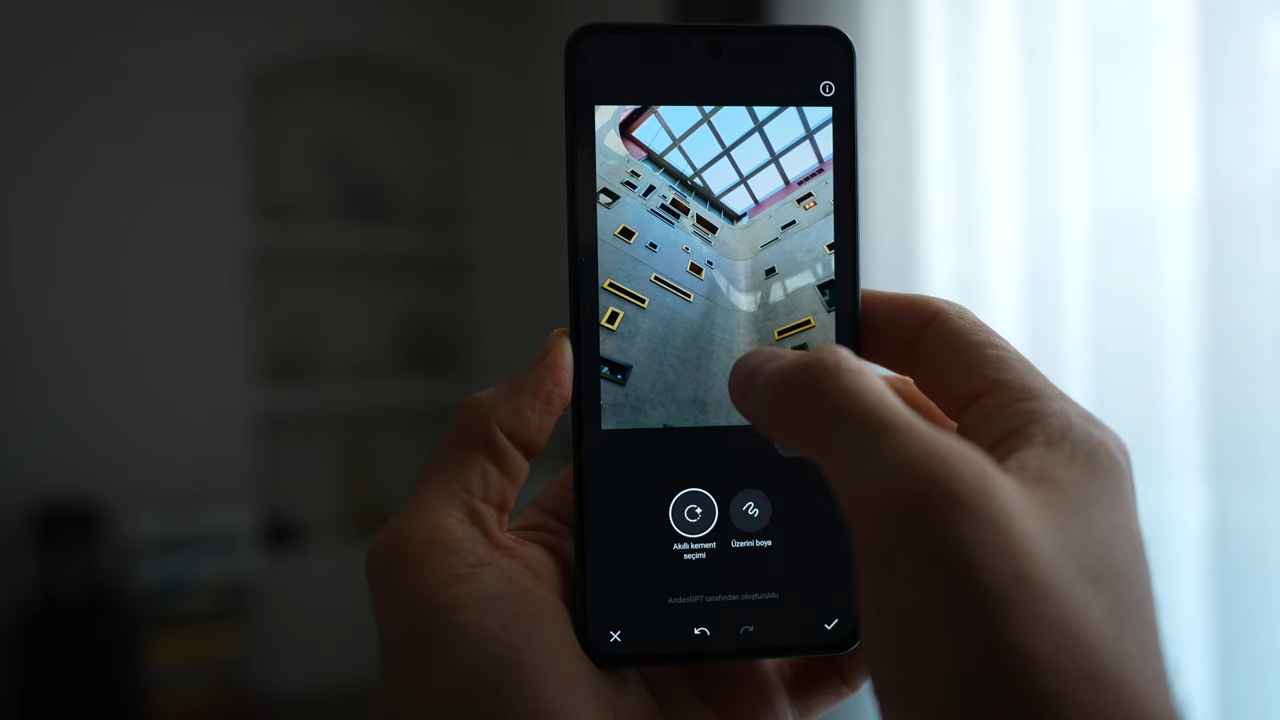 Akıllı kement
seçimi
Üzerini boya
AndesGPT tarafından oluşturuldu